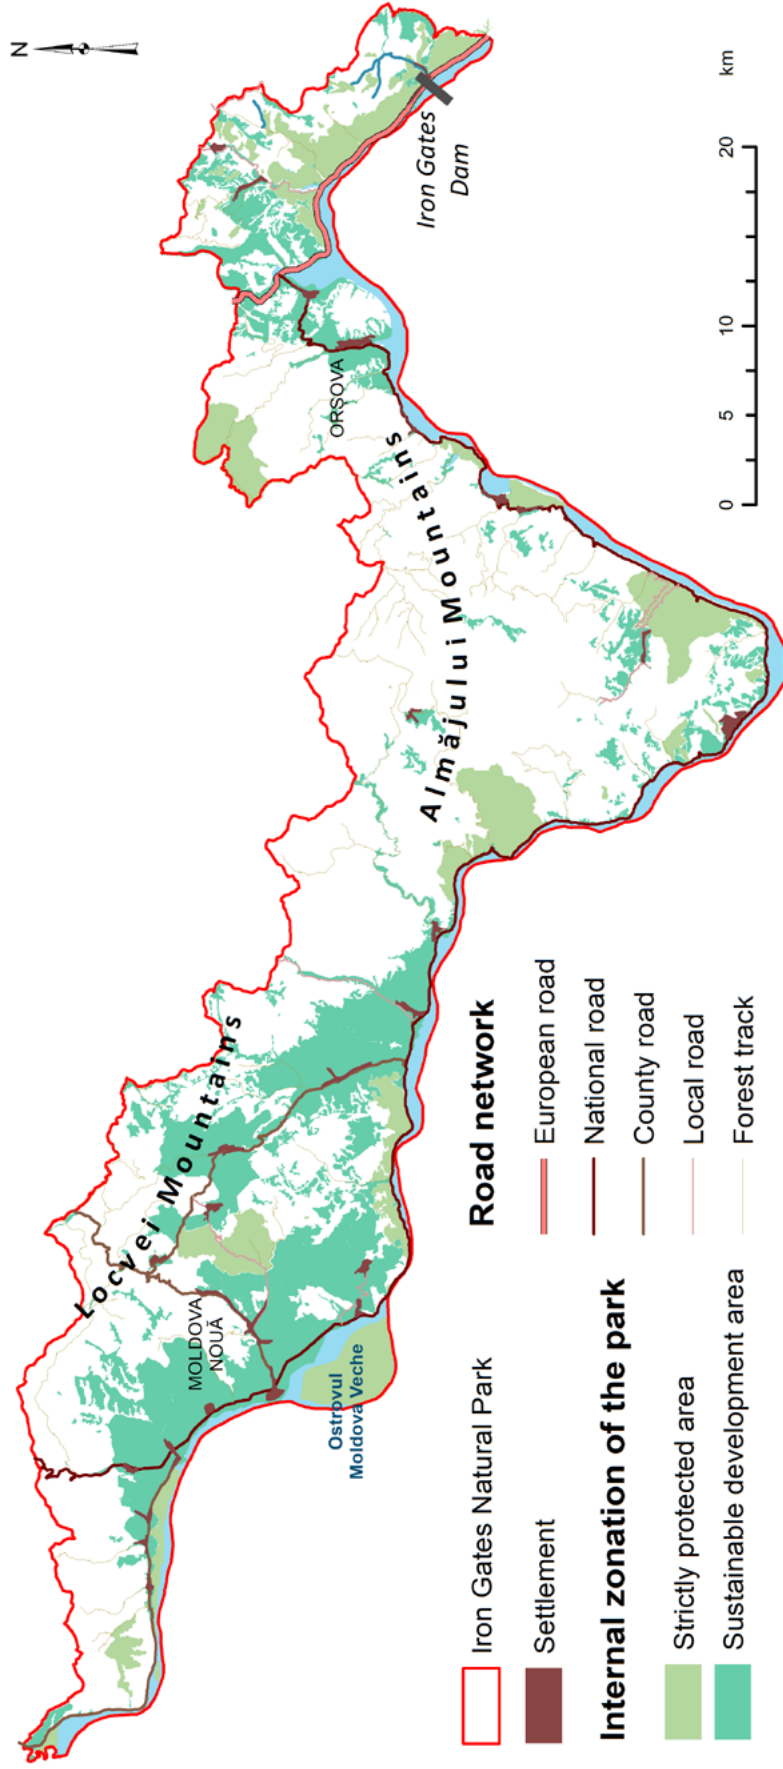 N
Locvei Mountains
MOLDOVA
NOUĂ
Ostrovul
Moldova Veche
Almăjului Mountains
ORȘOVA
Iron Gates
Dam
0 5 10 20 km
Iron Gates Natural Park
Settlement
Internal zonation of the park
Strictly protected area
Sustainable development area
Road network
European road
National road
County road
Local road
Forest track